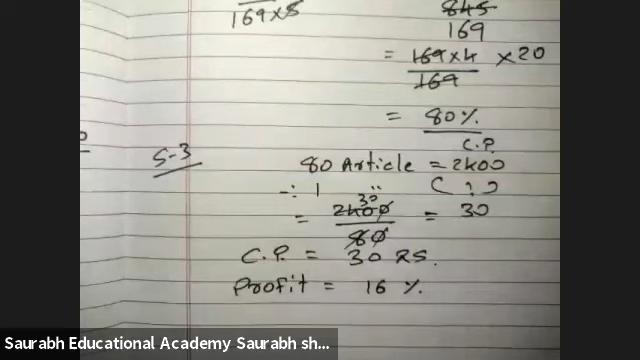 169×5
845
169
= 169×4 ×20
169
= 80%
C.P.
S-3
80 Article = 2400
∴ 1 " ( ? )
30
= 2400 = 30
80
C.P. = 30 RS.
Profit = 16 %.
Saurabh Educational Academy Saurabh sh...